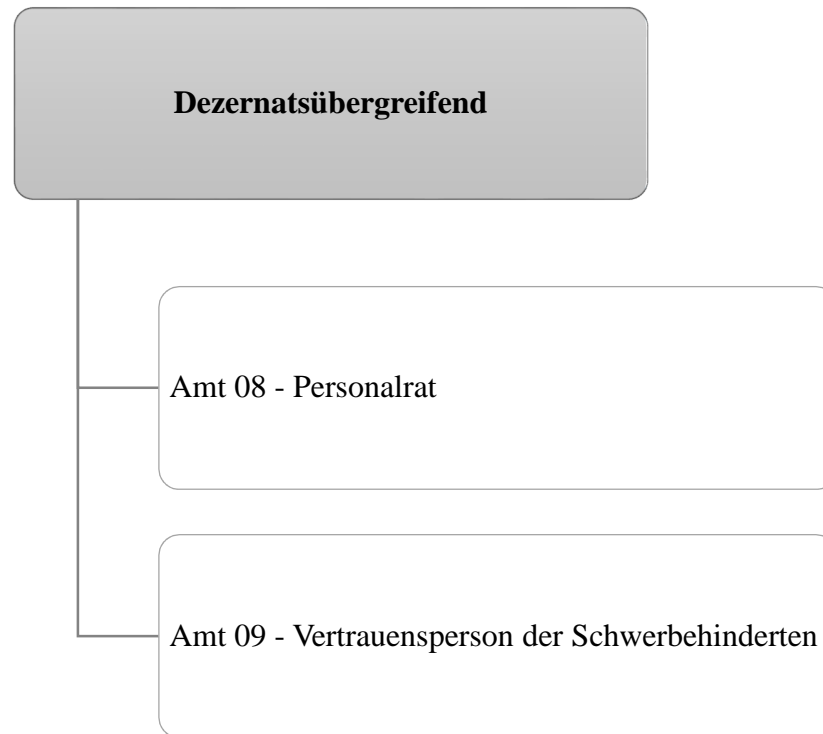 Dezernatsübergreifend
Amt 08 - Personalrat
Amt 09 - Vertrauensperson der Schwerbehinderten